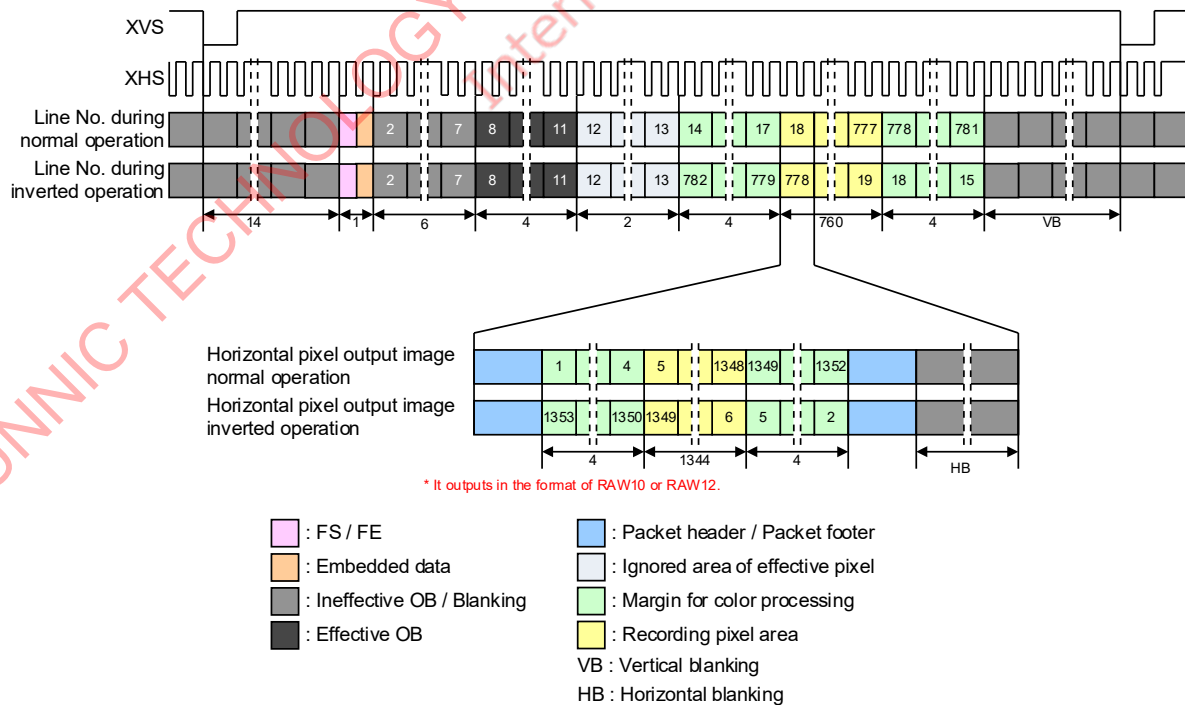 XVS
XHS
Line No. during
normal operation
2 7 8 11 12 13 14 17 18 777 778 781
Line No. during
inverted operation
2 7 8 11 12 13 782 779 778 19 18 15
14 1 6 4 2 4 760 4 VB
Horizontal pixel output image
normal operation
1 4 5 1348 1349 1352
Horizontal pixel output image
inverted operation
1353 1350 1349 6 5 2
4 1344 4 HB
* It outputs in the format of RAW10 or RAW12.
: FS / FE
: Embedded data
: Ineffective OB / Blanking
: Effective OB
: Packet header / Packet footer
: Ignored area of effective pixel
: Margin for color processing
: Recording pixel area
VB : Vertical blanking
HB : Horizontal blanking
ONNIC TECHNOLOGY
Intern